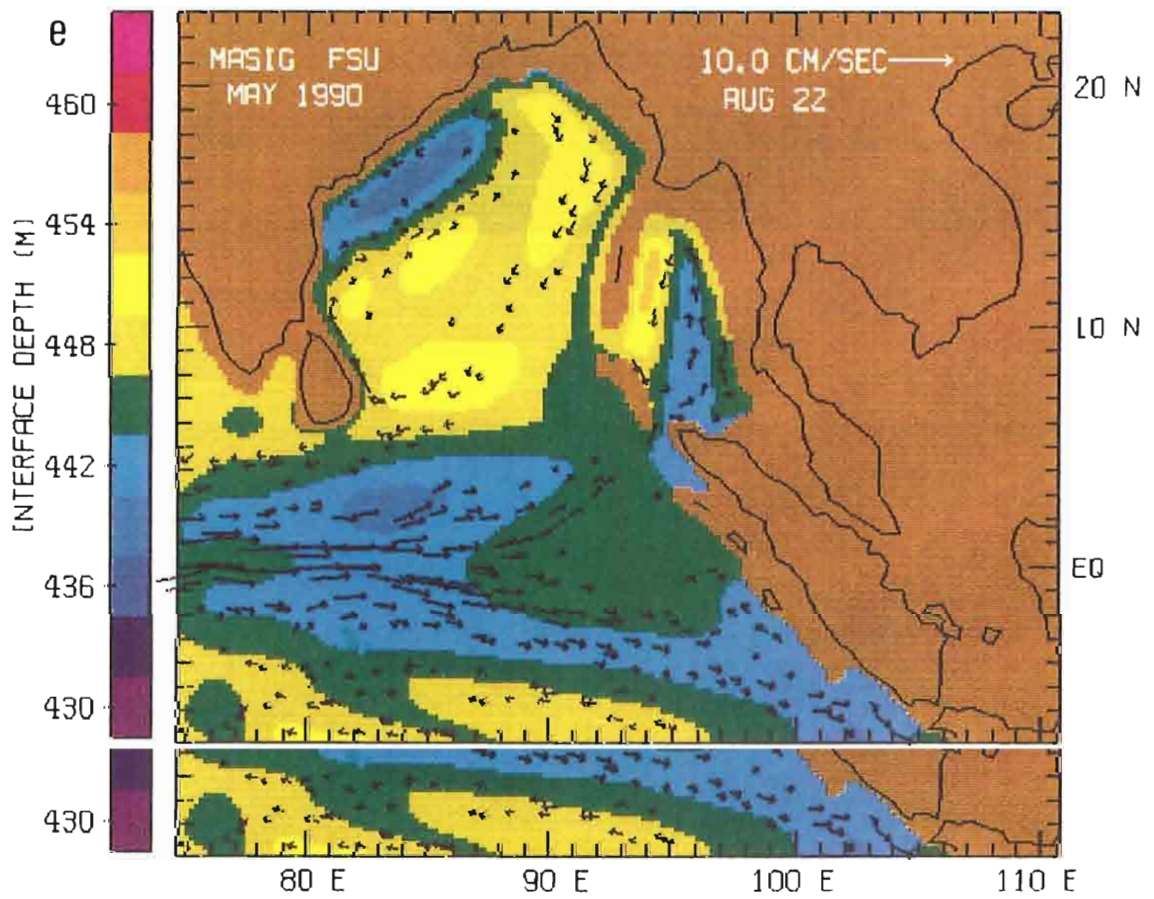 e
MASIG FSU
MAY 1990
10.0 CM/SEC
AUG 22
INTERFACE DEPTH (M)
460
454
448
442
436
430
430
20 N
10 N
EQ
80 E
90 E
100 E
110 E